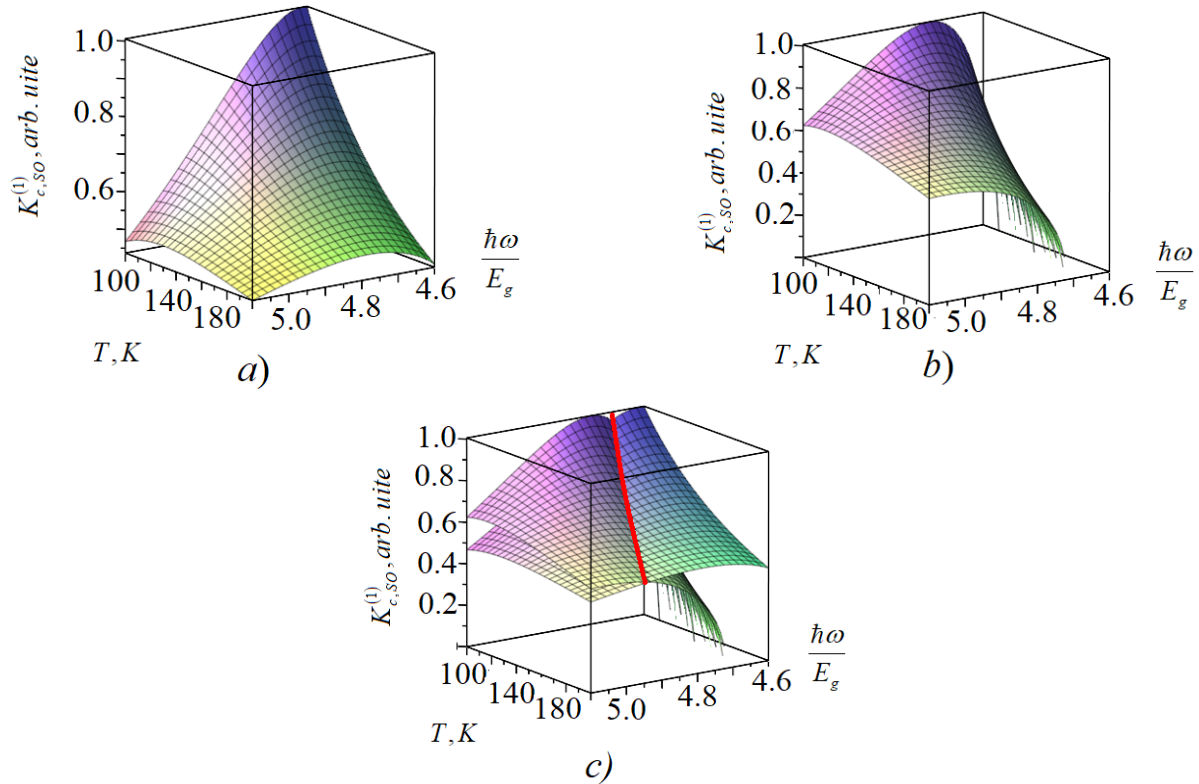 1.0
0.8
0.6
K_{c,SO}^{(1)}, arb. uite
100
140
180
T, K
5.0
4.8
4.6
ħω
E_g
a)
1.0
0.8
0.6
0.4
0.2
K_{c,SO}^{(1)}, arb. uite
100
140
180
T, K
5.0
4.8
4.6
ħω
E_g
b)
1.0
0.8
0.6
0.4
0.2
K_{c,SO}^{(1)}, arb. uite
100
140
180
T, K
5.0
4.8
4.6
ħω
E_g
c)